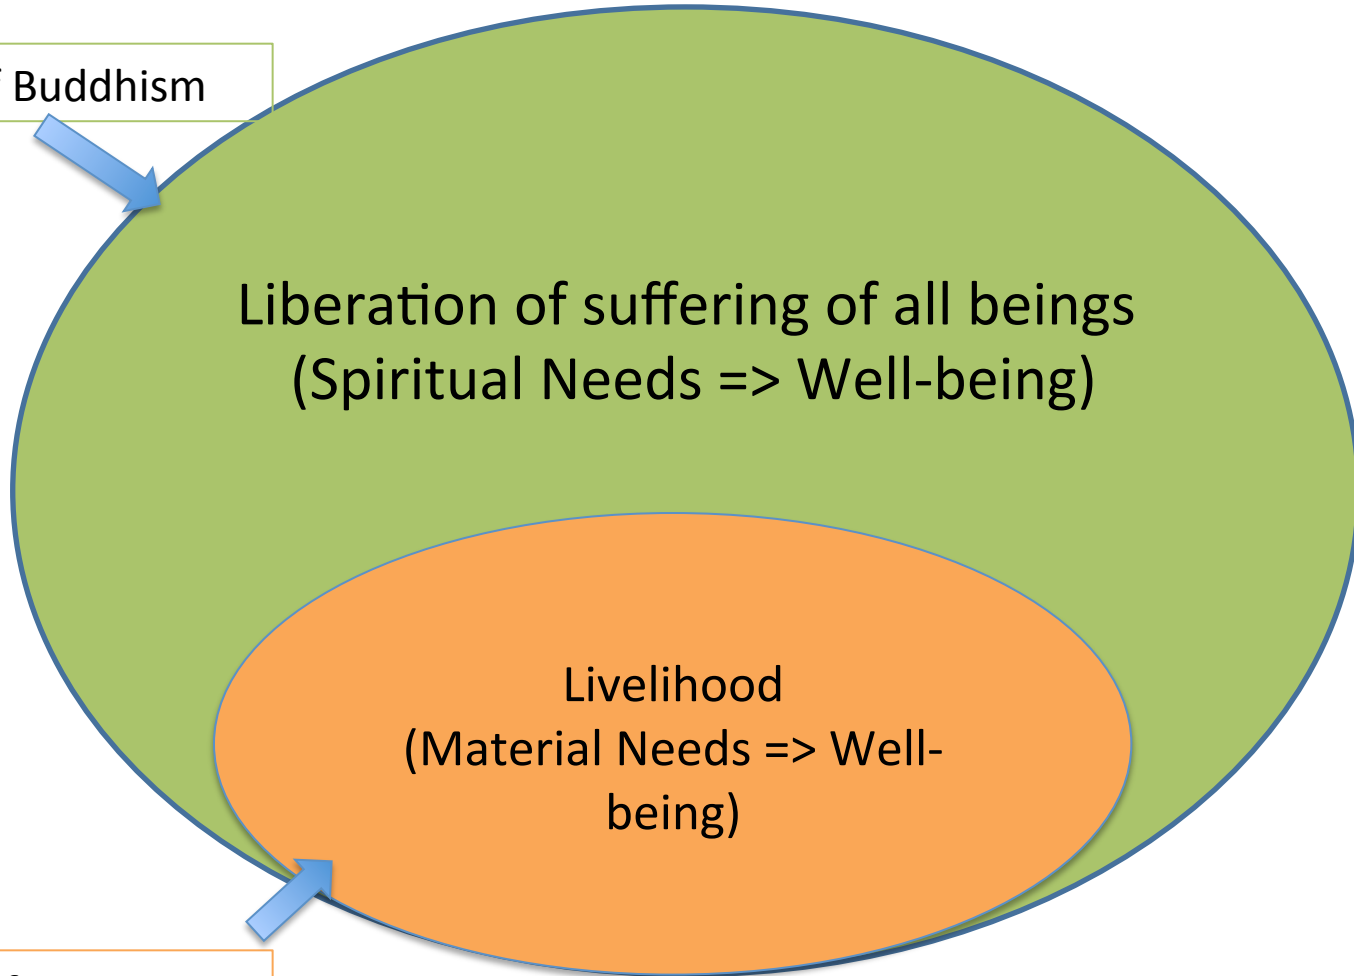 Buddhism
Liberation of suffering of all beings
(Spiritual Needs => Well-being)
Livelihood
(Material Needs => Well-
being)